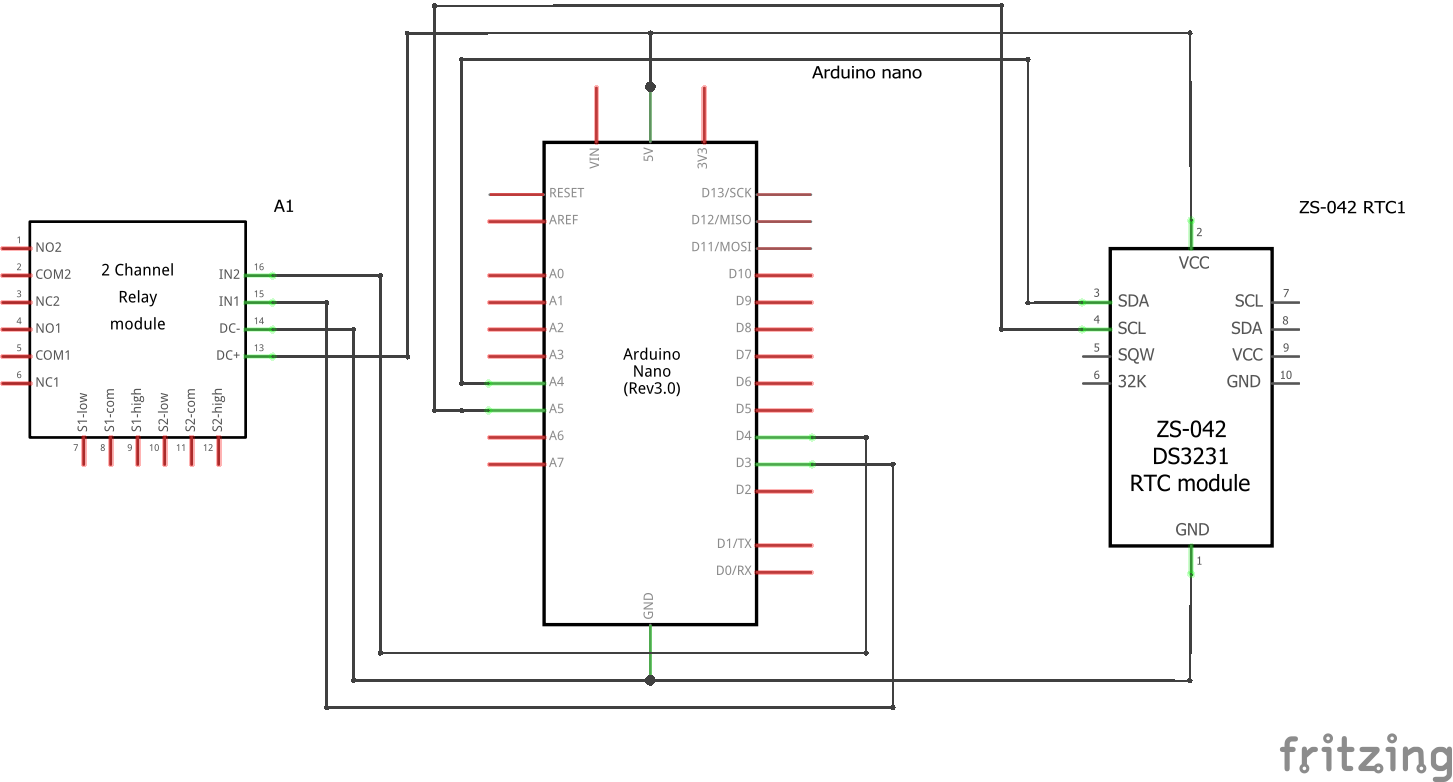 Arduino nano
A1
1 NO2
2 COM2
3 NC2
4 NO1
5 COM1
6 NC1
2 Channel
Relay
module
IN2 16
IN1 15
DC- 14
DC+ 13
S1-low
S1-com
S1-high
S2-low
S2-com
S2-high
7 8 9 10 11 12
VIN
5V
3V3
RESET
AREF
A0
A1
A2
A3
A4
A5
A6
A7
Arduino
Nano
(Rev3.0)
D13/SCK
D12/MISO
D11/MOSI
D10
D9
D8
D7
D6
D5
D4
D3
D2
D1/TX
D0/RX
GND
ZS-042 RTC1
2
VCC
3 SDA
4 SCL
5 SQW
6 32K
SCL 7
SDA 8
VCC 9
GND 10
ZS-042
DS3231
RTC module
GND
1
fritzing